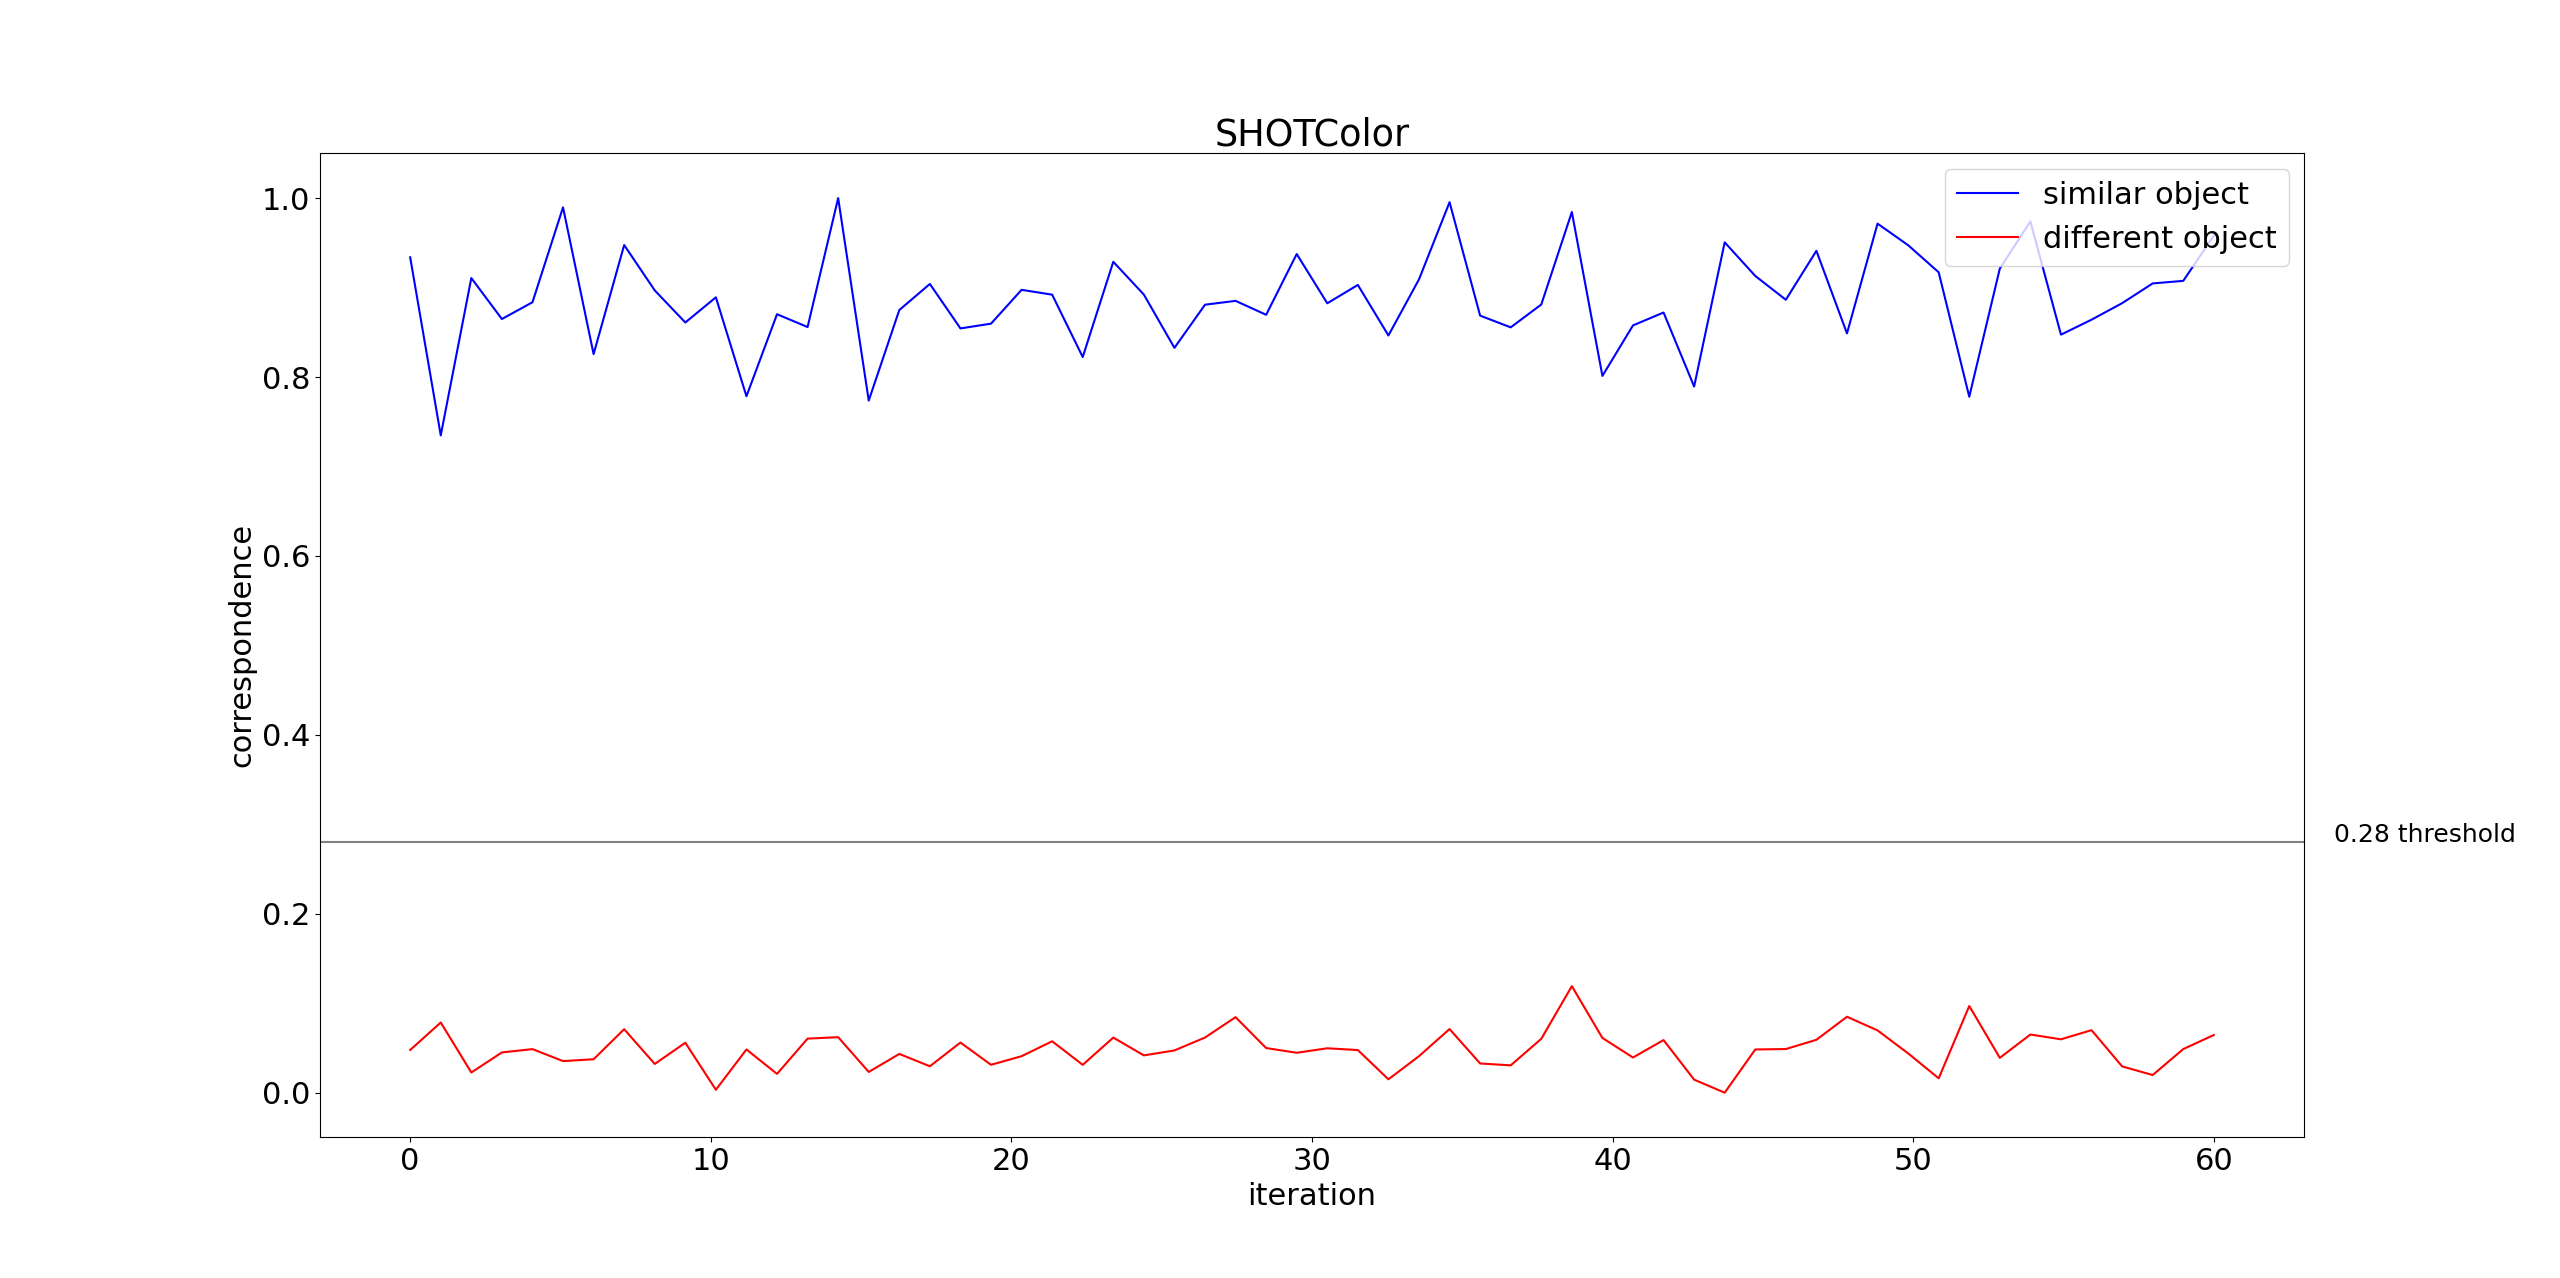 SHOTColor
similar object
different object
1.0
0.8
0.6
0.4
0.2
0.0
correspondence
0.28 threshold
0 10 20 30 40 50 60
iteration